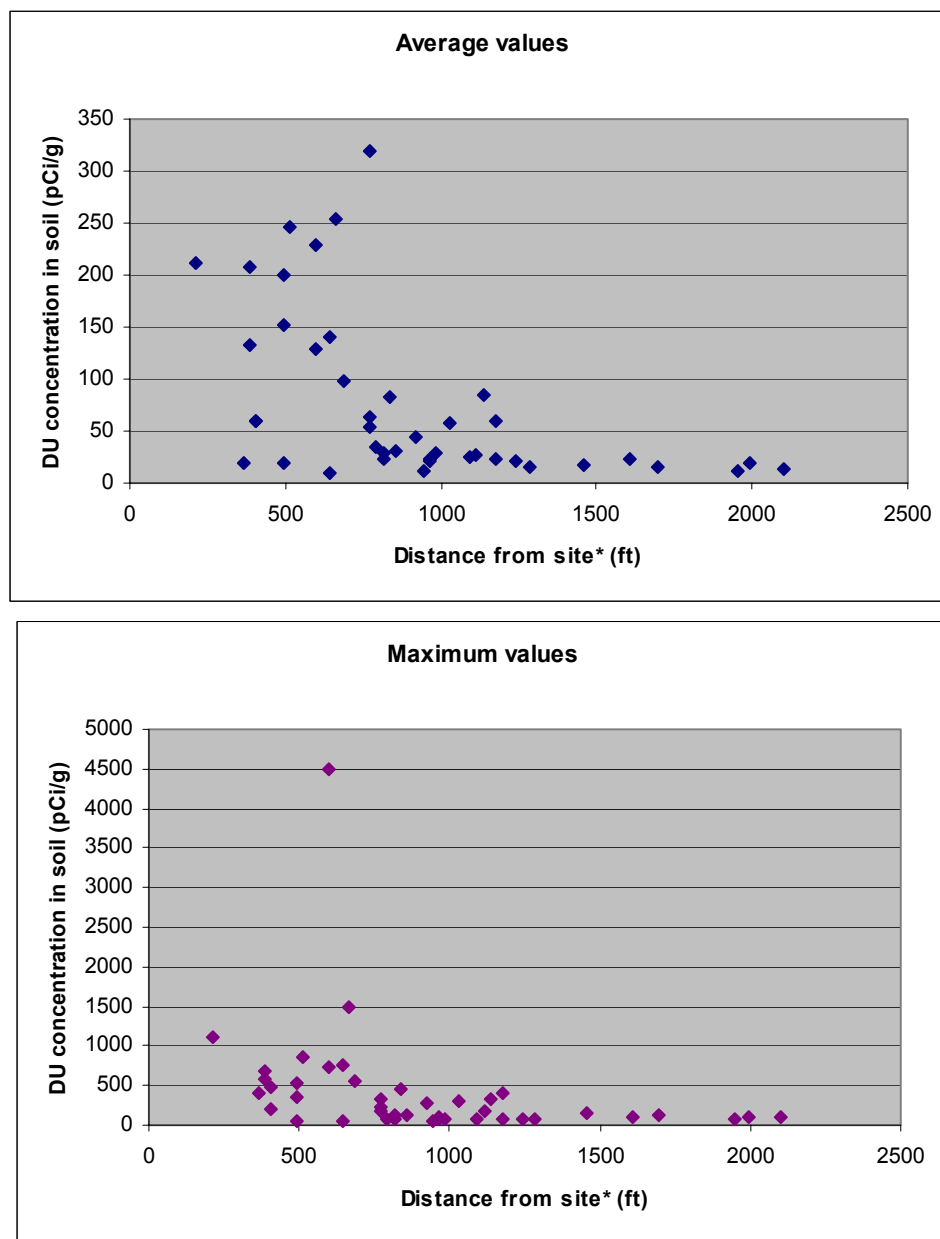 Average values
DU concentration in soil (pCi/g)
350
300
250
200
150
100
50
0
0 500 1000 1500 2000 2500
Distance from site* (ft)
Maximum values
DU concentration in soil (pCi/g)
5000
4500
4000
3500
3000
2500
2000
1500
1000
500
0
0 500 1000 1500 2000 2500
Distance from site* (ft)